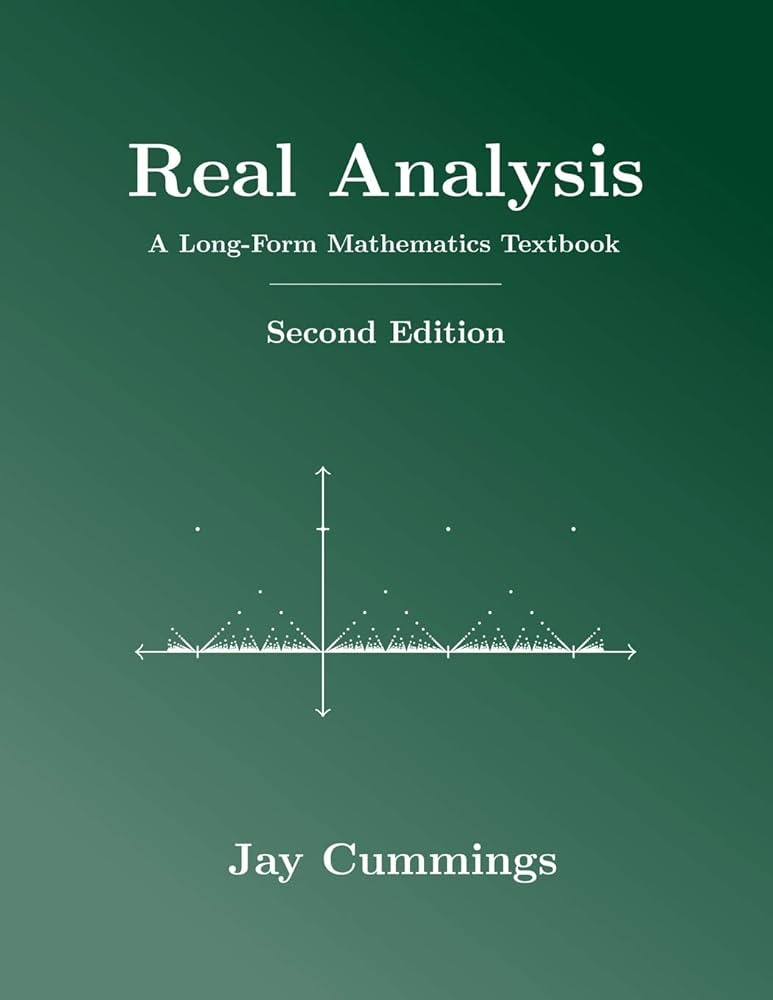 Real Analysis
A Long-Form Mathematics Textbook
Second Edition
Jay Cummings